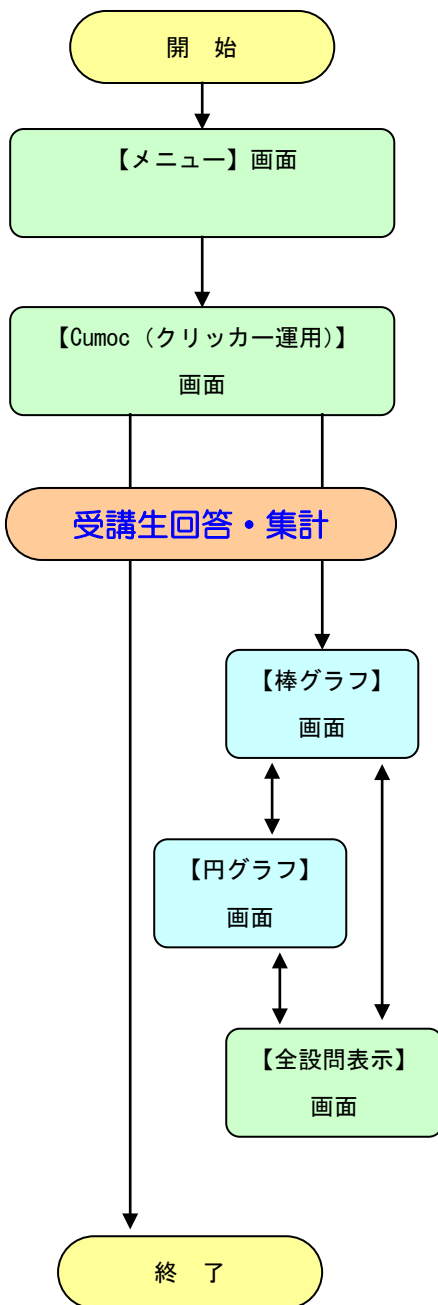 開　始
【メニュー】画面
【Cumoc（クリッカー運用）】
画面
受講生回答・集計
【棒グラフ】
画面
【円グラフ】
画面
【全設問表示】
画面
終　了